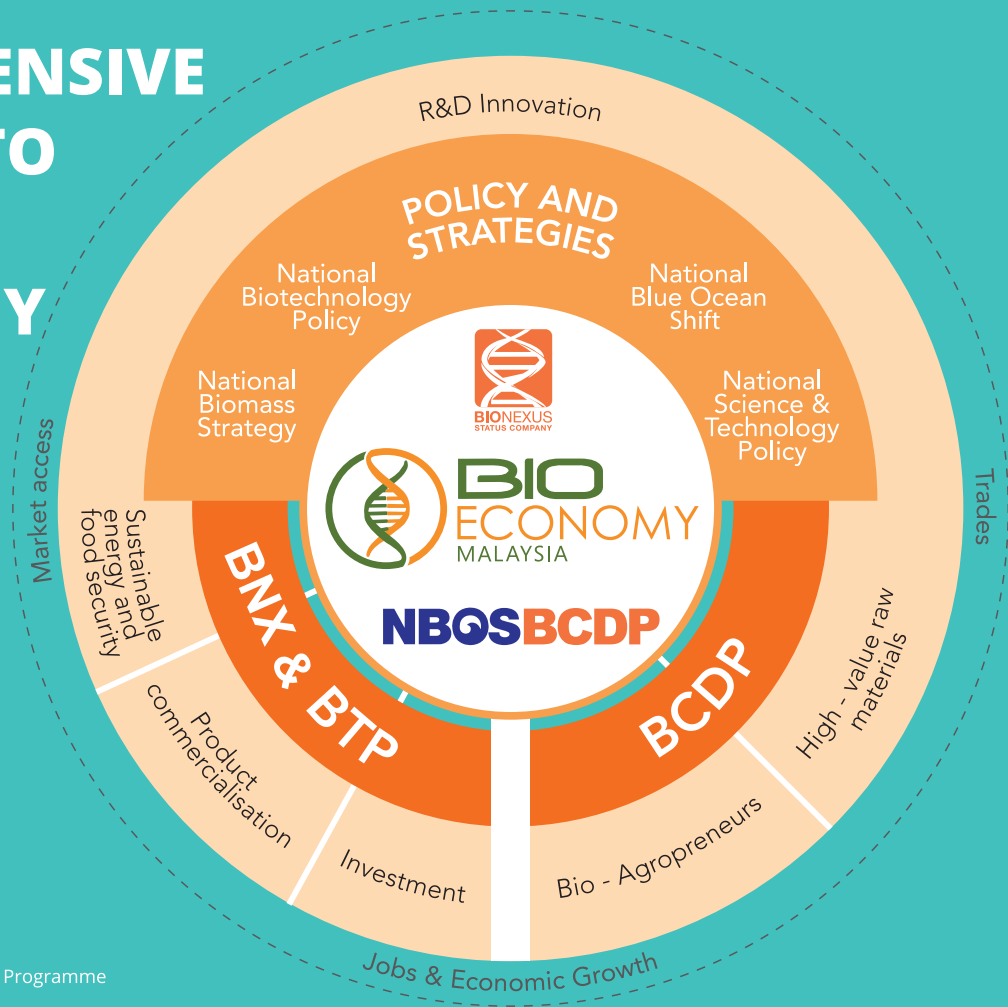 ENSIVE
TO
Y
R&D Innovation
POLICY AND
STRATEGIES
National
Biotechnology
Policy
National
Blue Ocean
Shift
National
Biomass
Strategy
National
Science &
Technology
Policy
BIONEXUS
STATUS COMPANY
BIO
ECONOMY
MALAYSIA
NBOSBCDP
Market access
Trades
Sustainable
energy and
food security
BNX & BTP
BCDP
High - value raw
materials
Product
commercialisation
Investment
Bio - Agropreneurs
Jobs & Economic Growth
Programme